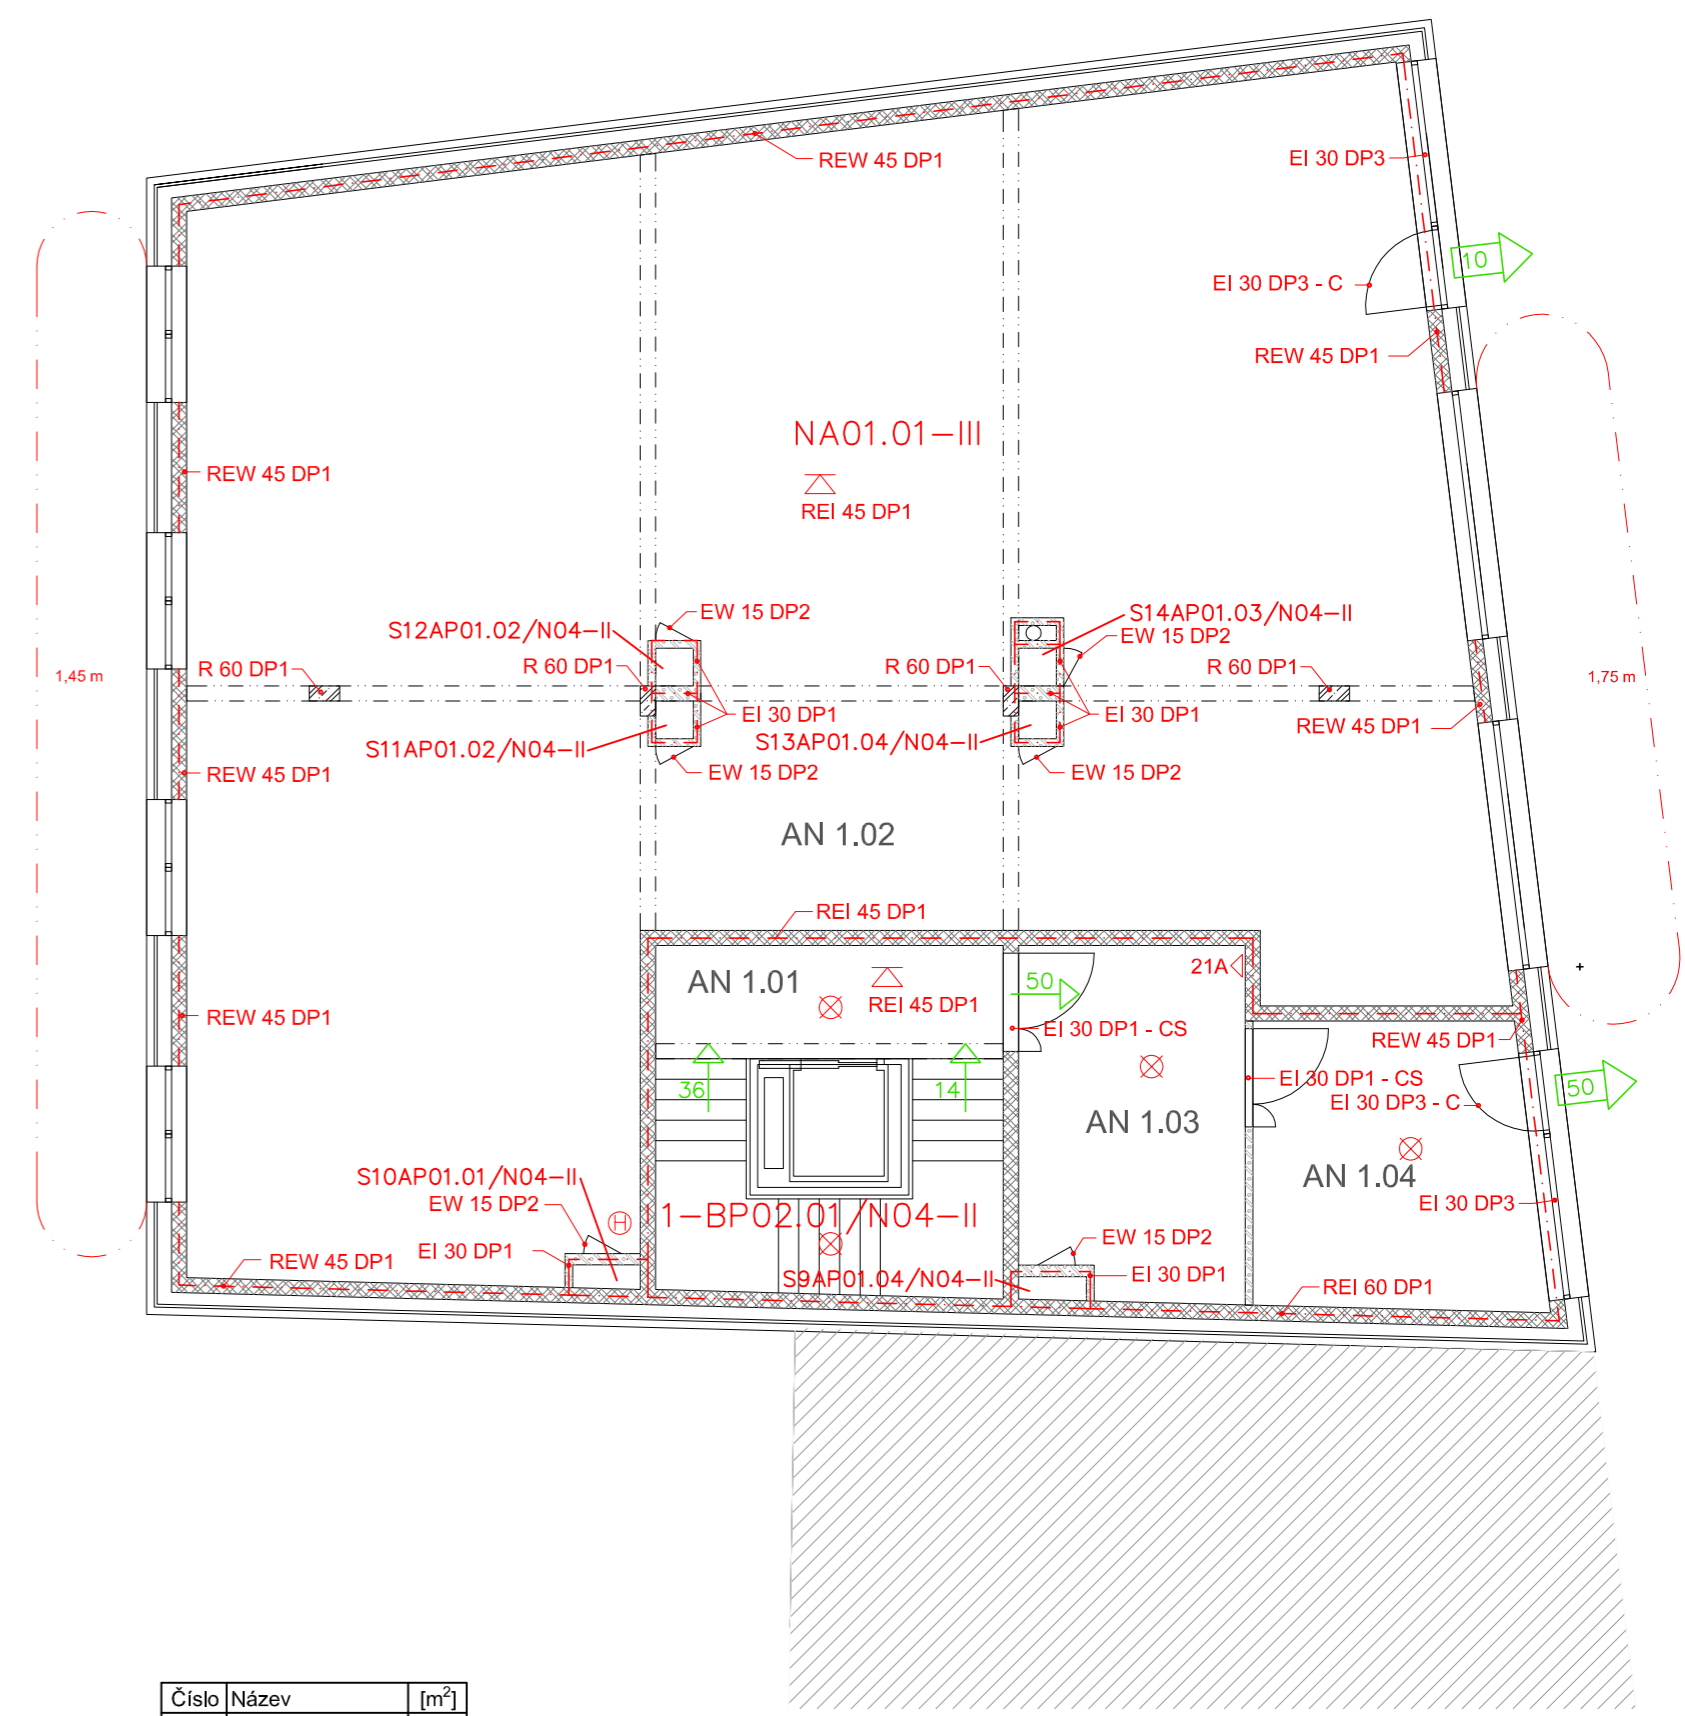 REW 45 DP1
EI 30 DP3
10
EI 30 DP3 - C
REW 45 DP1
NA01.01-III
REI 45 DP1
REW 45 DP1
S12AP01.02/N04-II
EW 15 DP2
S14AP01.03/N04-II
EW 15 DP2
1,45 m
R 60 DP1
R 60 DP1
R 60 DP1
R 60 DP1
1,75 m
EI 30 DP1
EI 30 DP1
REW 45 DP1
S11AP01.02/N04-II
S13AP01.04/N04-II
REW 45 DP1
EW 15 DP2
EW 15 DP2
AN 1.02
REI 45 DP1
AN 1.01
21A
50
REI 45 DP1
REW 45 DP1
EI 30 DP1 - CS
REW 45 DP1
36
14
EI 30 DP1 - CS
50
EI 30 DP3 - C
AN 1.03
S10AP01.01/N04-II
AN 1.04
EW 15 DP2
H
1-BP02.01/N04-II
EI 30 DP3
EI 30 DP1
EW 15 DP2
REW 45 DP1
S9AP01.04/N04-II
EI 30 DP1
REI 60 DP1
Číslo Název [m²]